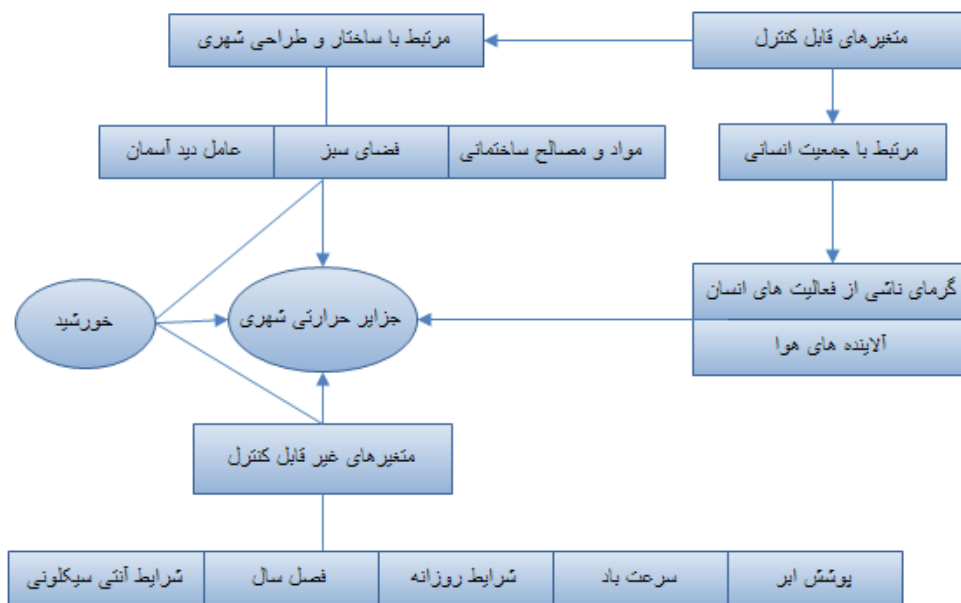 متغیرهای قابل کنترل
مرتبط با ساختار و طراحی شهری
مواد و مصالح ساختمانی
فضای سبز
عامل دید آسمان
مرتبط با جمعیت انسانی
گرمای ناشی از فعالیت های انسان
آلاینده های هوا
جزایر حرارتی شهری
خورشید
متغیرهای غیر قابل کنترل
پوشش ابر
سرعت باد
شرایط روزانه
فصل سال
شرایط آنتی سیکلونی